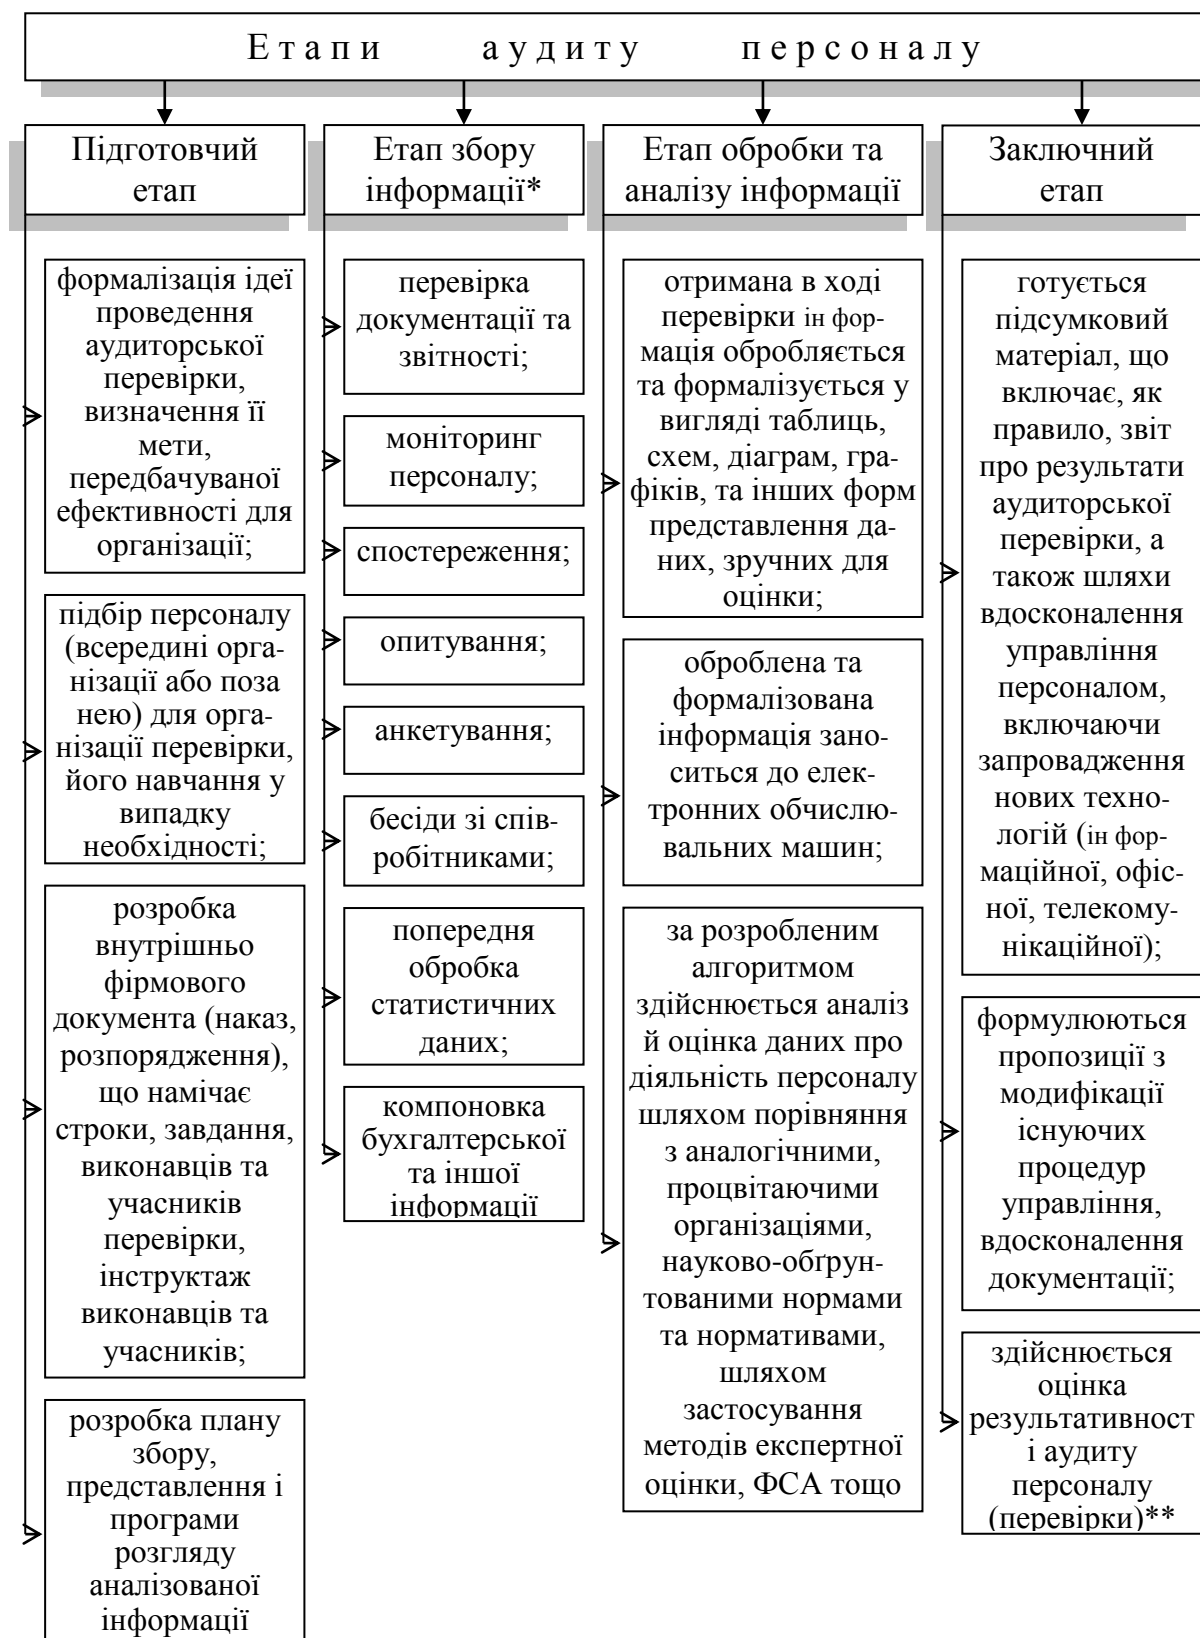 Етапи аудиту персоналу
Підготовчий
етап
формалізація ідеї
проведення
аудиторської
перевірки,
визначення її
мети,
передбачуваної
ефективності для
організації;
підбір персоналу
(всередині орга-
нізації або поза
нею) для орга-
нізації перевірки,
його навчання у
випадку
необхідності;
розробка
внутрішньо
фірмового
документа (наказ,
розпорядження),
що намічає
строки, завдання,
виконавців та
учасників
перевірки,
інструктаж
виконавців та
учасників;
розробка плану
збору,
представлення і
програми
розгляду
аналізованої
інформації
Етап збору
інформації*
перевірка
документації та
звітності;
моніторинг
персоналу;
спостереження;
опитування;
анкетування;
бесіди зі спів-
робітниками;
попередня
обробка
статистичних
даних;
компоновка
бухгалтерської
та іншої
інформації
Етап обробки та
аналізу інформації
отримана в ході
перевірки ін фор-
мація обробляється
та формалізується у
вигляді таблиць,
схем, діаграм, гра-
фіків, та інших форм
представлення да-
них, зручних для
оцінки;
оброблена та
формалізована
інформація зано-
ситься до елек-
тронних обчислю-
вальних машин;
за розробленим
алгоритмом
здійснюється аналіз
й оцінка даних про
діяльність персоналу
шляхом порівняння
з аналогічними,
процвітаючими
організаціями,
науково-обґрун-
тованими нормами
та нормативами,
шляхом
застосування
методів експертної
оцінки, ФСА тощо
Заключний
етап
готується
підсумковий
матеріал, що
включає, як
правило, звіт
про результати
аудиторської
перевірки, а
також шляхи
вдосконалення
управління
персоналом,
включаючи
запровадження
нових техно-
логій (ін фор-
маційної, офіс-
ної, телекому-
нікаційної);
формулюються
пропозиції з
модифікації
існуючих
процедур
управління,
вдосконалення
документації;
здійснюється
оцінка
результативност
і аудиту
персоналу
(перевірки)**